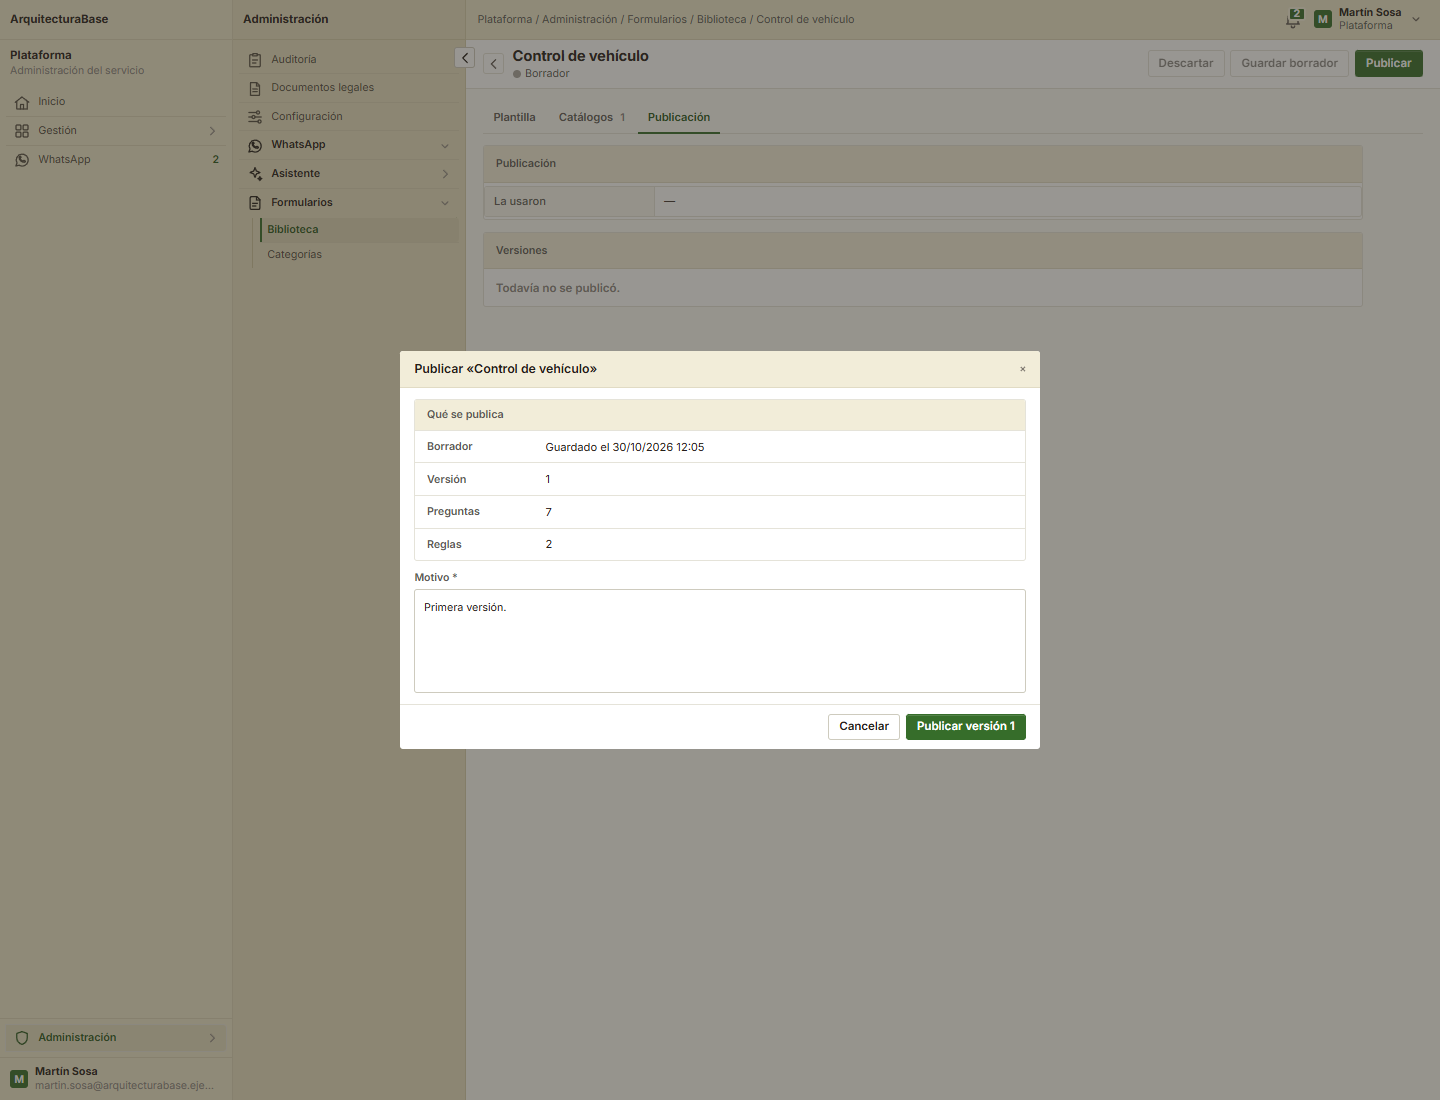 ArquitecturaBase
Plataforma
Administración del servicio
Inicio
Gestión
WhatsApp 2
Administración
Martín Sosa
martin.sosa@arquitecturabase.eje...
Administración
Auditoría
Documentos legales
Configuración
WhatsApp
Asistente
Formularios
Biblioteca
Categorías
Plataforma / Administración / Formularios / Biblioteca / Control de vehículo
2
M
Martín Sosa
Plataforma
Control de vehículo
Borrador
Descartar
Guardar borrador
Publicar
Plantilla
Catálogos 1
Publicación
Publicación
La usaron —
Versiones
Todavía no se publicó.
Publicar «Control de vehículo»
×
Qué se publica
Borrador Guardado el 30/10/2026 12:05
Versión 1
Preguntas 7
Reglas 2
Motivo *
Primera versión.
Cancelar
Publicar versión 1
M